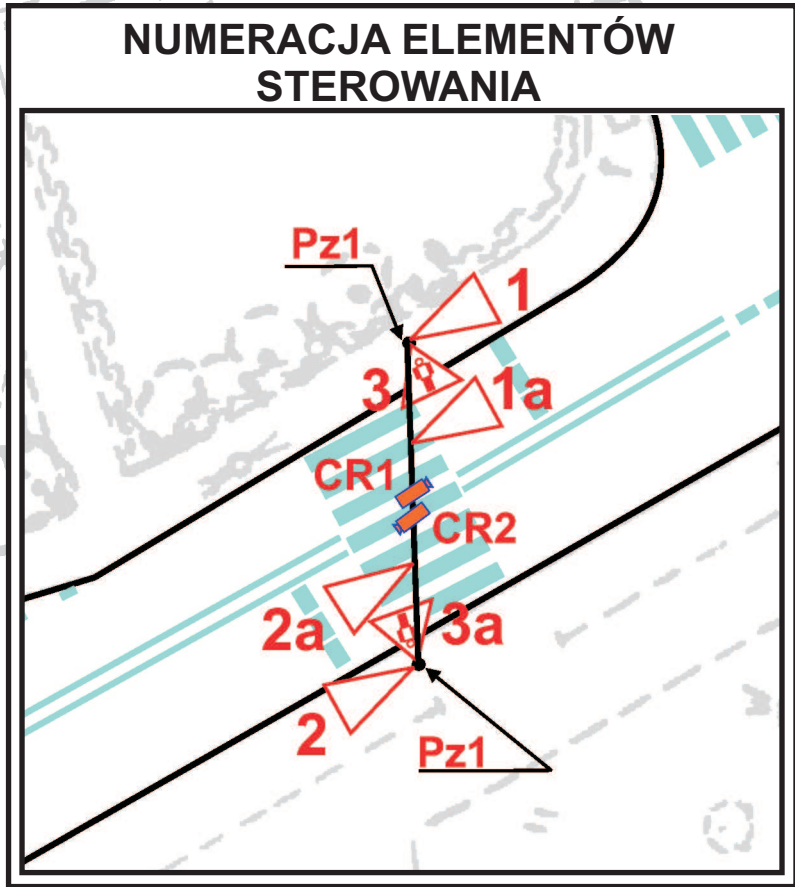 NUMERACJA ELEMENTÓW
STEROWANIA
Pz1
1
3
1a
CR1
CR2
2a
3a
2
Pz1